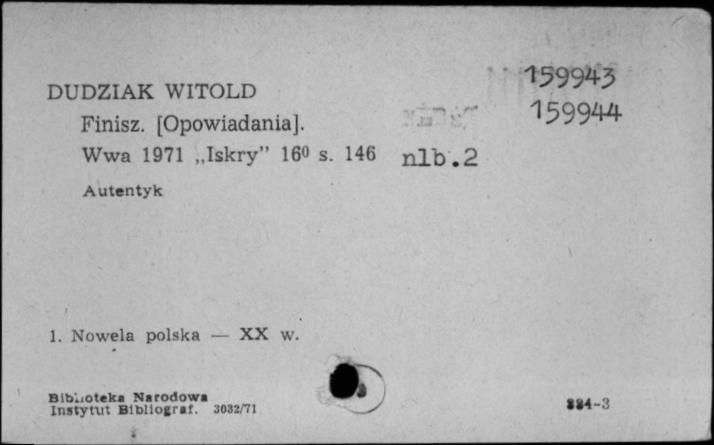 159943
DUDZIAK WITOLD
159944
Finisz. [Opowiadania].
Wwa 1971 „Iskry” 16⁰ s. 146 nlb.2
Autentyk
1. Nowela polska — XX w.
Biblioteka Narodowa
Instytut Bibliograf. 3032/71
884-3